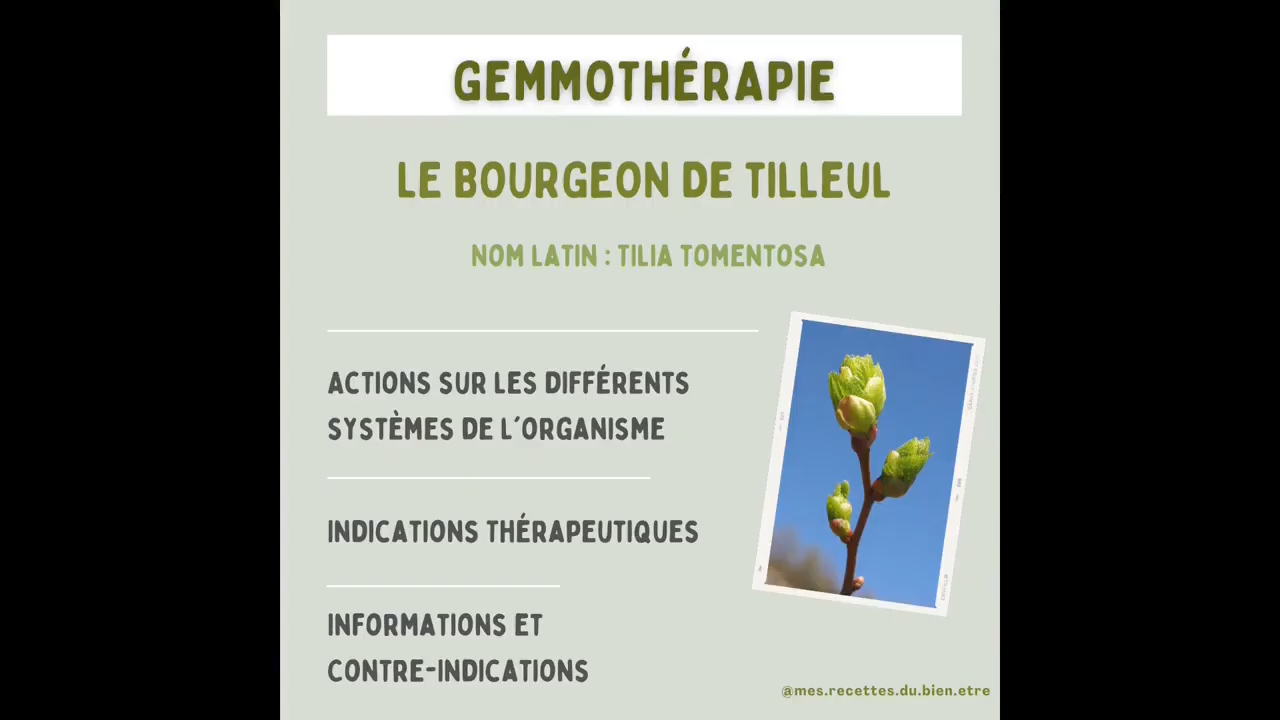 GEMMOTHÉRAPIE
LE BOURGEON DE TILLEUL
NOM LATIN : TILIA TOMENTOSA
ACTIONS SUR LES DIFFÉRENTS
SYSTÈMES DE L'ORGANISME
INDICATIONS THÉRAPEUTIQUES
INFORMATIONS ET
CONTRE-INDICATIONS
@mes.recettes.du.bien.etre